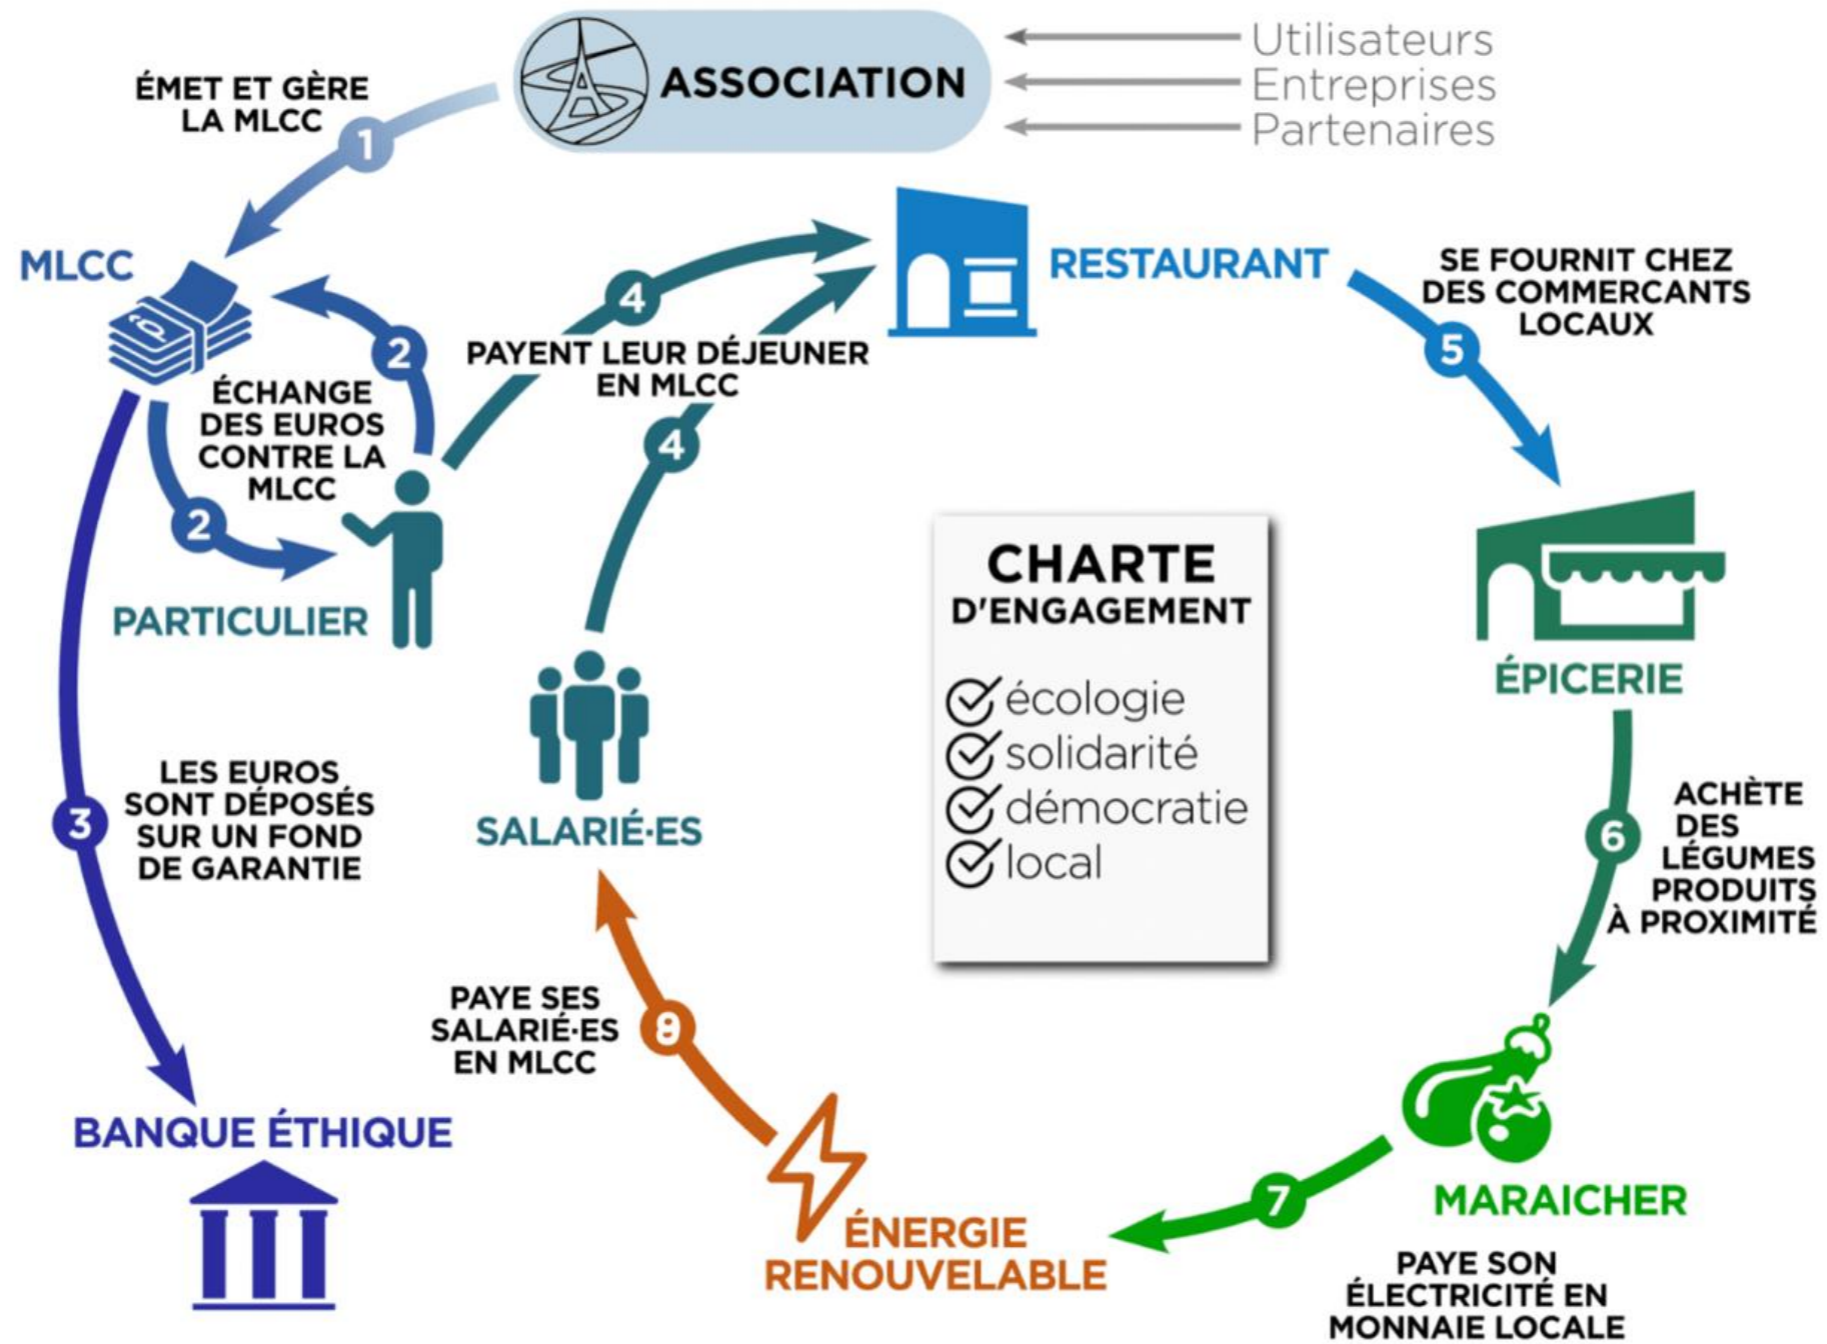 ASSOCIATION
Utilisateurs
Entreprises
Partenaires
ÉMET ET GÈRE
LA MLCC
1
MLCC
2
ÉCHANGE
DES EUROS
CONTRE LA
MLCC
2
PARTICULIER
4
PAYENT LEUR DÉJEUNER
EN MLCC
4
RESTAURANT
SE FOURNIT CHEZ
DES COMMERCANTS
LOCAUX
5
CHARTE
D'ENGAGEMENT
écologie
solidarité
démocratie
local
ÉPICERIE
SALARIÉ·ES
3
LES EUROS
SONT DÉPOSÉS
SUR UN FOND
DE GARANTIE
6
ACHÈTE
DES
LÉGUMES
PRODUITS
À PROXIMITÉ
PAYE SES
SALARIÉ·ES
EN MLCC
8
BANQUE ÉTHIQUE
7
MARAICHER
ÉNERGIE
RENOUVELABLE
PAYE SON
ÉLECTRICITÉ EN
MONNAIE LOCALE